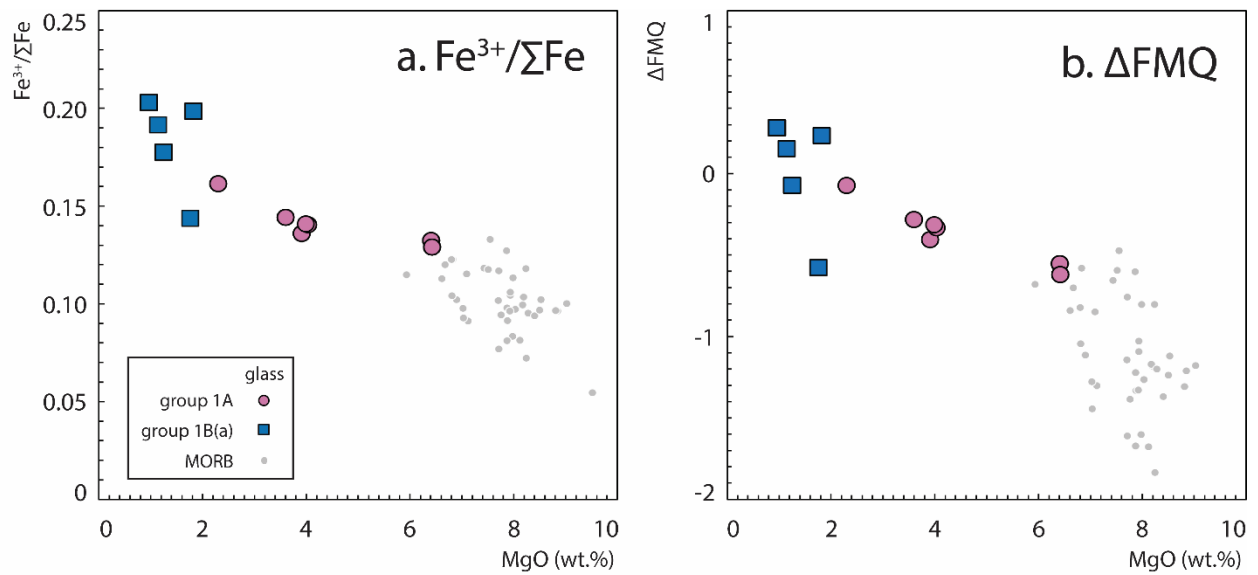 0.25
0.20
0.15
0.10
0.05
0
Fe³⁺/∑Fe
a. Fe³⁺/∑Fe
glass
group 1A
group 1B(a)
MORB
0 2 4 6 8 10
MgO (wt.%)
1
0
-1
-2
ΔFMQ
b. ΔFMQ
0 2 4 6 8 10
MgO (wt.%)